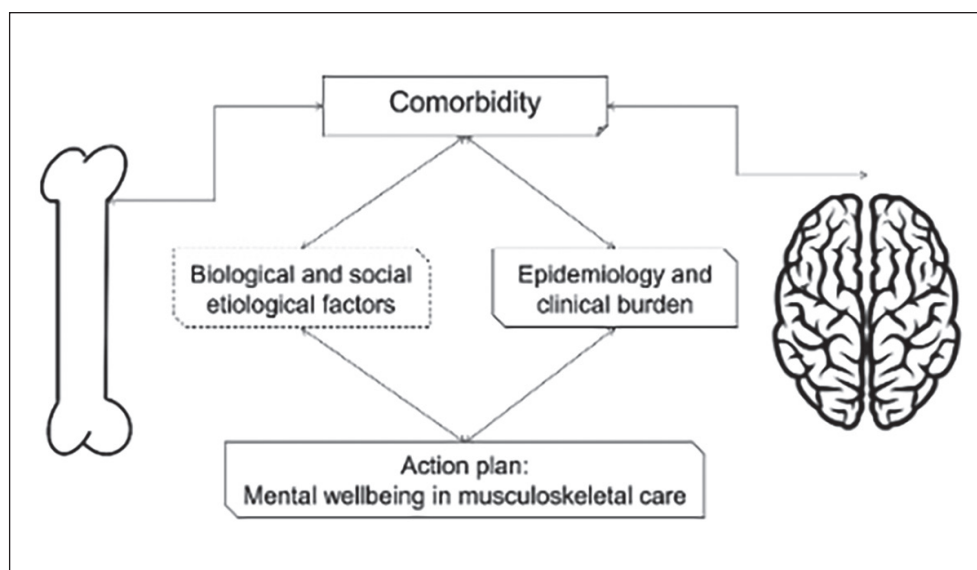 Comorbidity
Biological and social
etiological factors
Epidemiology and
clinical burden
Action plan:
Mental wellbeing in musculoskeletal care